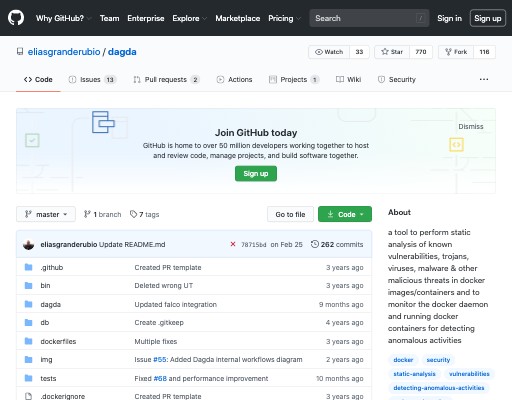 Why GitHub? Team Enterprise Explore Marketplace Pricing Search / Sign in Sign up
eliasgranderubio / dagda Watch 33 Star 770 Fork 116
Code Issues 13 Pull requests 2 Actions Projects 1 Wiki Security ...
Join GitHub today
Dismiss
GitHub is home to over 50 million developers working together to host
and review code, manage projects, and build software together.
Sign up
master 1 branch 7 tags Go to file Code
eliasgranderubio Update README.md 78715bd on Feb 25 262 commits
.github Created PR template 3 years ago
bin Deleted wrong UT 3 years ago
dagda Updated falco integration 9 months ago
db Create .gitkeep 4 years ago
dockerfiles Multiple fixes 3 years ago
img Issue #55: Added Dagda internal workflows diagram 2 years ago
tests Fixed #68 and performance improvement 10 months ago
.dockerignore Created PR template 3 years ago
About
a tool to perform static
analysis of known
vulnerabilities, trojans,
viruses, malware & other
malicious threats in docker
images/containers and to
monitor the docker daemon
and running docker
containers for detecting
anomalous activities
docker security
static-analysis vulnerabilities
detecting-anomalous-activities